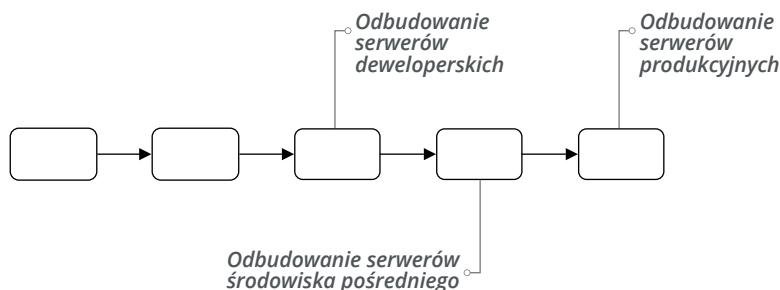 Odbudowanie
serwerów
deweloperskich
Odbudowanie
serwerów
produkcyjnych
Odbudowanie serwerów
środowiska pośredniego